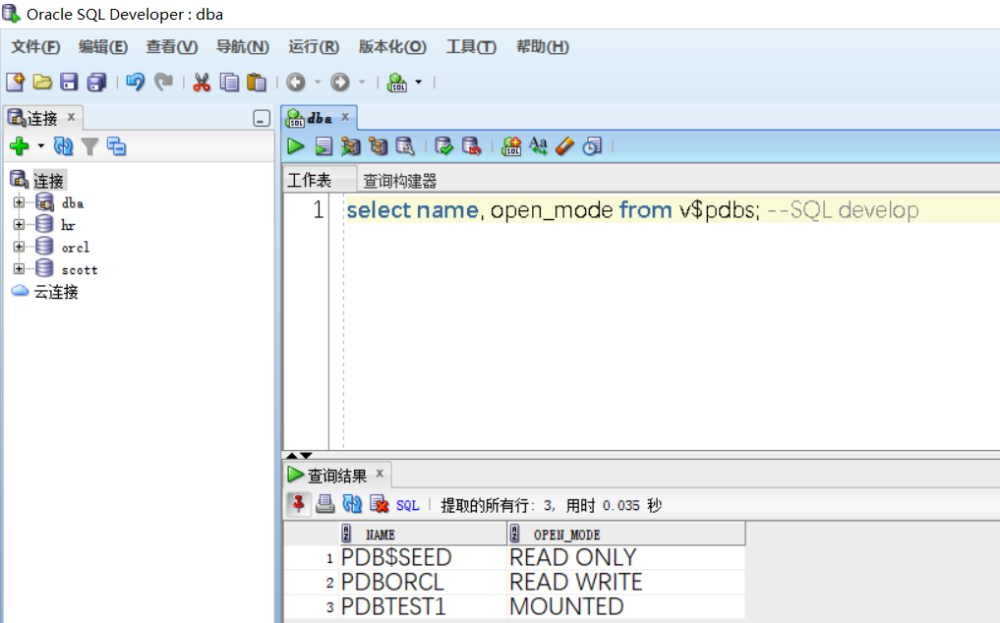 Oracle SQL Developer : dba
文件(F) 编辑(E) 查看(V) 导航(N) 运行(R) 版本化(O) 工具(T) 帮助(H)
连接
dba
工作表 查询构建器
连接
dba
hr
orcl
scott
云连接
1 select name, open_mode from v$pdbs; --SQL develop
查询结果
SQL | 提取的所有行: 3, 用时 0.035 秒
NAME OPEN_MODE
1 PDB$SEED READ ONLY
2 PDBORCL READ WRITE
3 PDBTEST1 MOUNTED